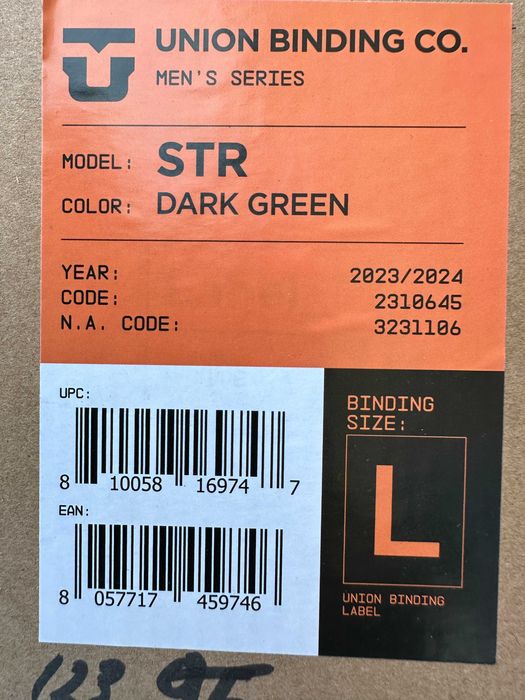 UNION BINDING CO.
MEN'S SERIES
MODEL: STR
COLOR: DARK GREEN
YEAR: 2023/2024
CODE: 2310645
N.A. CODE: 3231106
UPC:
8 10058 16974 7
EAN:
8 057717 459746
BINDING
SIZE:
L
UNION BINDING
LABEL
123